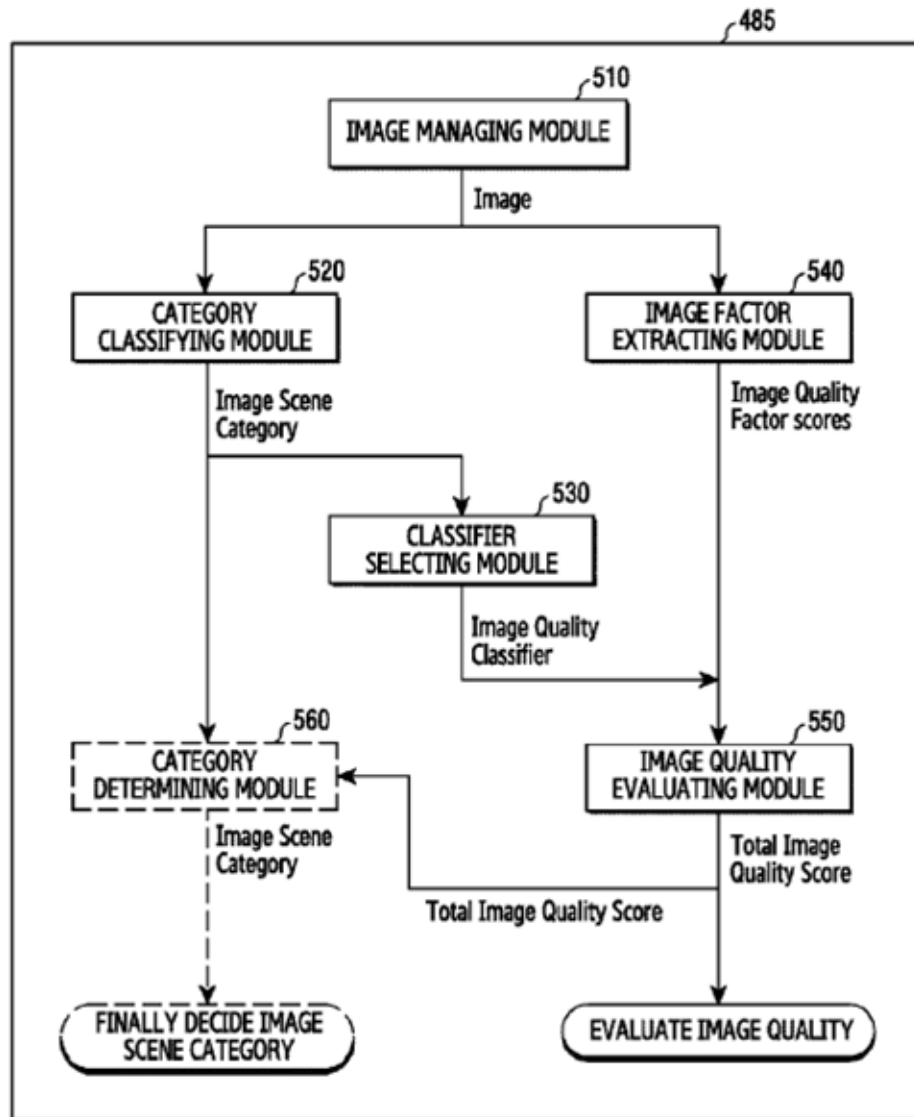 485
510
IMAGE MANAGING MODULE
Image
520
CATEGORY
CLASSIFYING MODULE
540
IMAGE FACTOR
EXTRACTING MODULE
Image Scene
Category
Image Quality
Factor scores
530
CLASSIFIER
SELECTING MODULE
Image Quality
Classifier
560
CATEGORY
DETERMINING MODULE
550
IMAGE QUALITY
EVALUATING MODULE
Image Scene
Category
Total Image
Quality Score
Total Image Quality Score
FINALLY DECIDE IMAGE
SCENE CATEGORY
EVALUATE IMAGE QUALITY